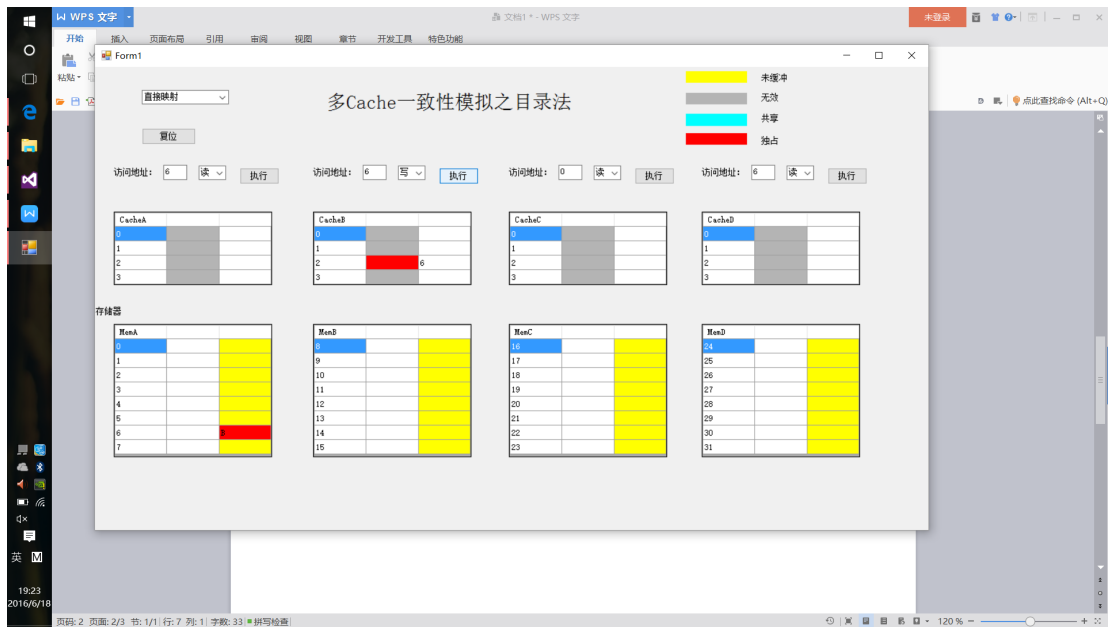 WPS 文字
文档1 * - WPS 文字
未登录
开始 插入 页面布局 引用 审阅 视图 章节 开发工具 特色功能
粘贴
点此查找命令 (Alt+Q)
Form1
直接映射
多Cache一致性模拟之目录法
未缓冲
无效
共享
独占
复位
访问地址: 6 读 执行
访问地址: 6 写 执行
访问地址: 0 读 执行
访问地址: 6 读 执行
CacheA
0
1
2
3
CacheB
0
1
2 6
3
CacheC
0
1
2
3
CacheD
0
1
2
3
存储器
MemA
0
1
2
3
4
5
6 B
7
MemB
8
9
10
11
12
13
14
15
MemC
16
17
18
19
20
21
22
23
MemD
24
25
26
27
28
29
30
31
英 M
19:23
2016/6/18
页码: 2 页面: 2/3 节: 1/1 行: 7 列: 1 字数: 33 拼写检查
120 %